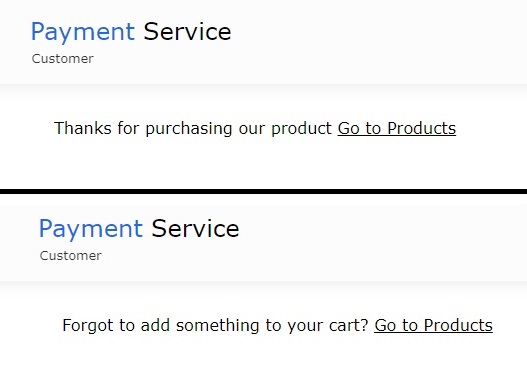 Payment Service
Customer
Thanks for purchasing our product Go to Products
Payment Service
Customer
Forgot to add something to your cart? Go to Products